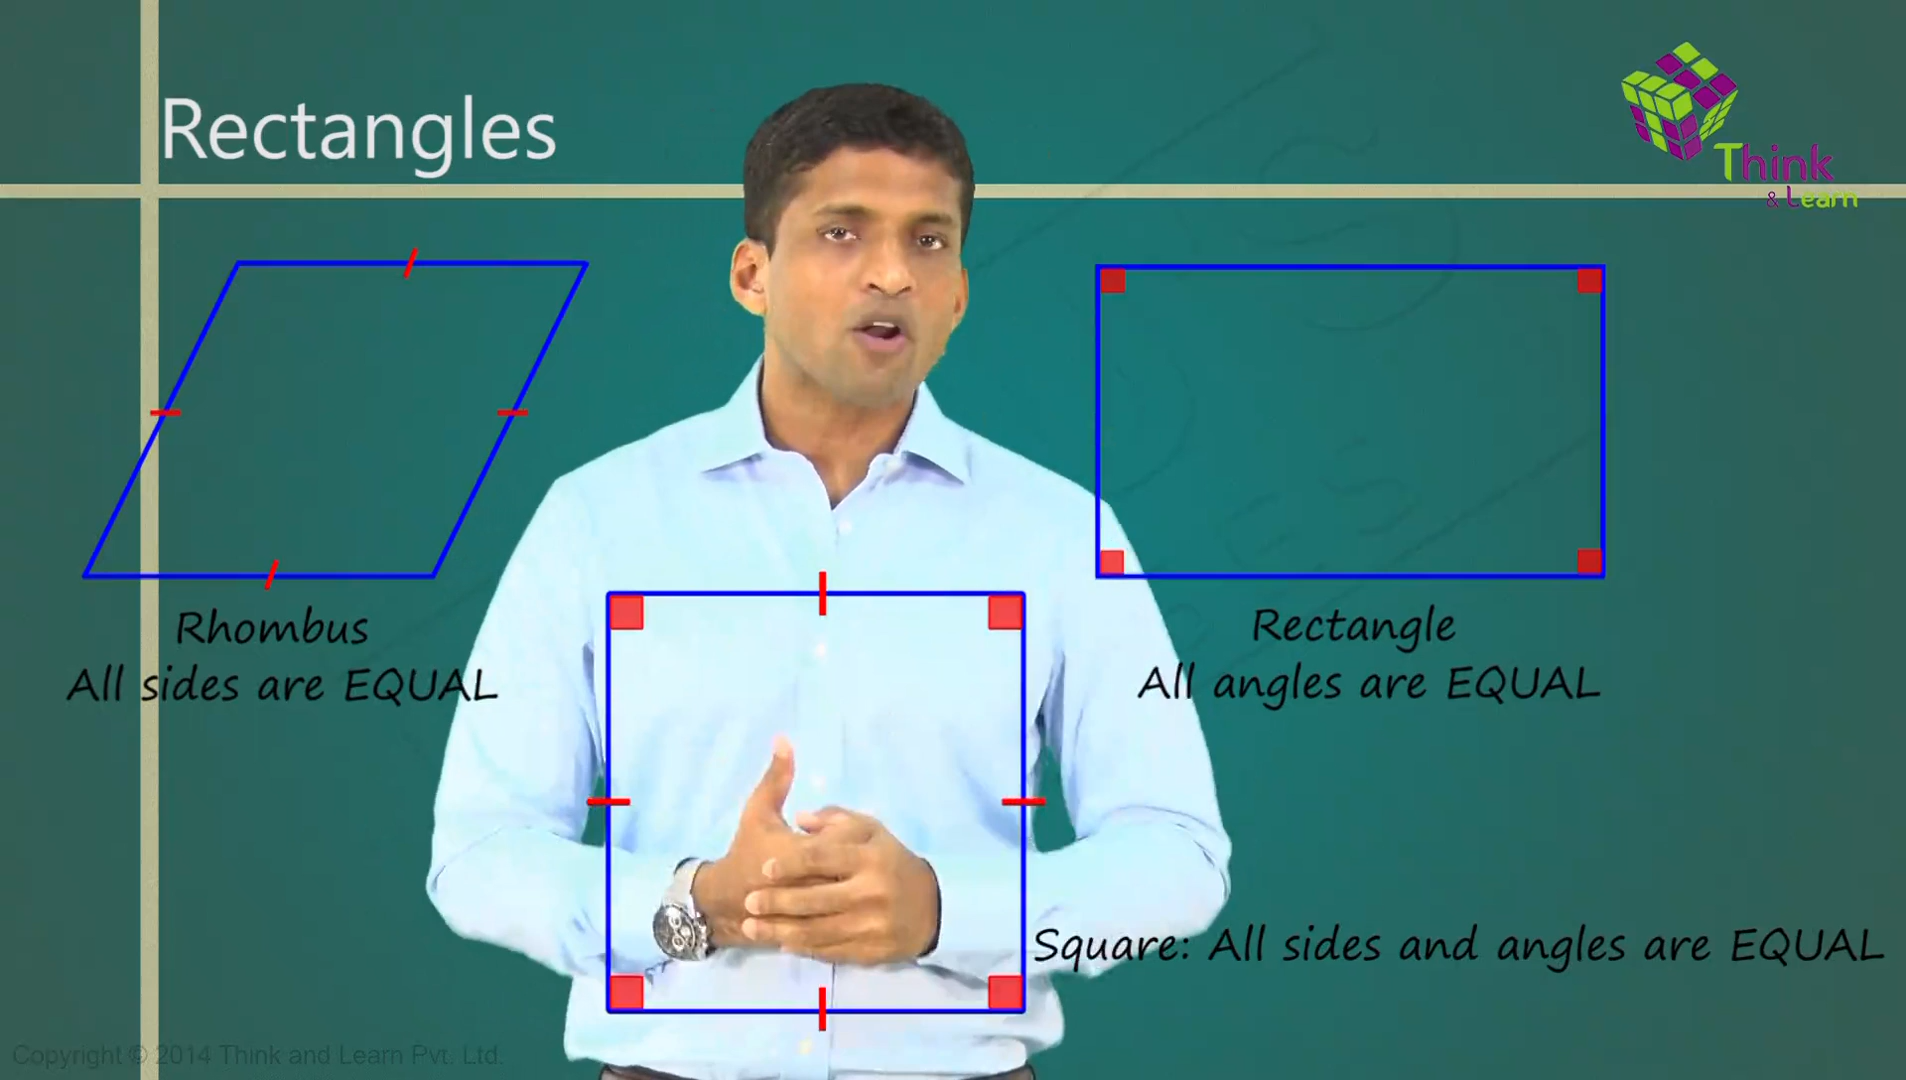 Rectangles
Think
& Learn
Rhombus
All sides are EQUAL
Rectangle
All angles are EQUAL
Square: All sides and angles are EQUAL
Copyright © 2014 Think and Learn Pvt. Ltd.